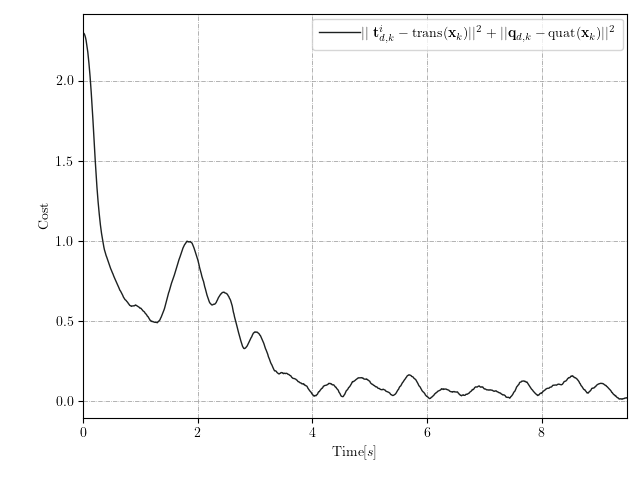 || t^i_{d,k} − trans(x_k)||² + ||q_{d,k} − quat(x_k)||²
2.0
1.5
1.0
0.5
0.0
Cost
0 2 4 6 8
Time[s]